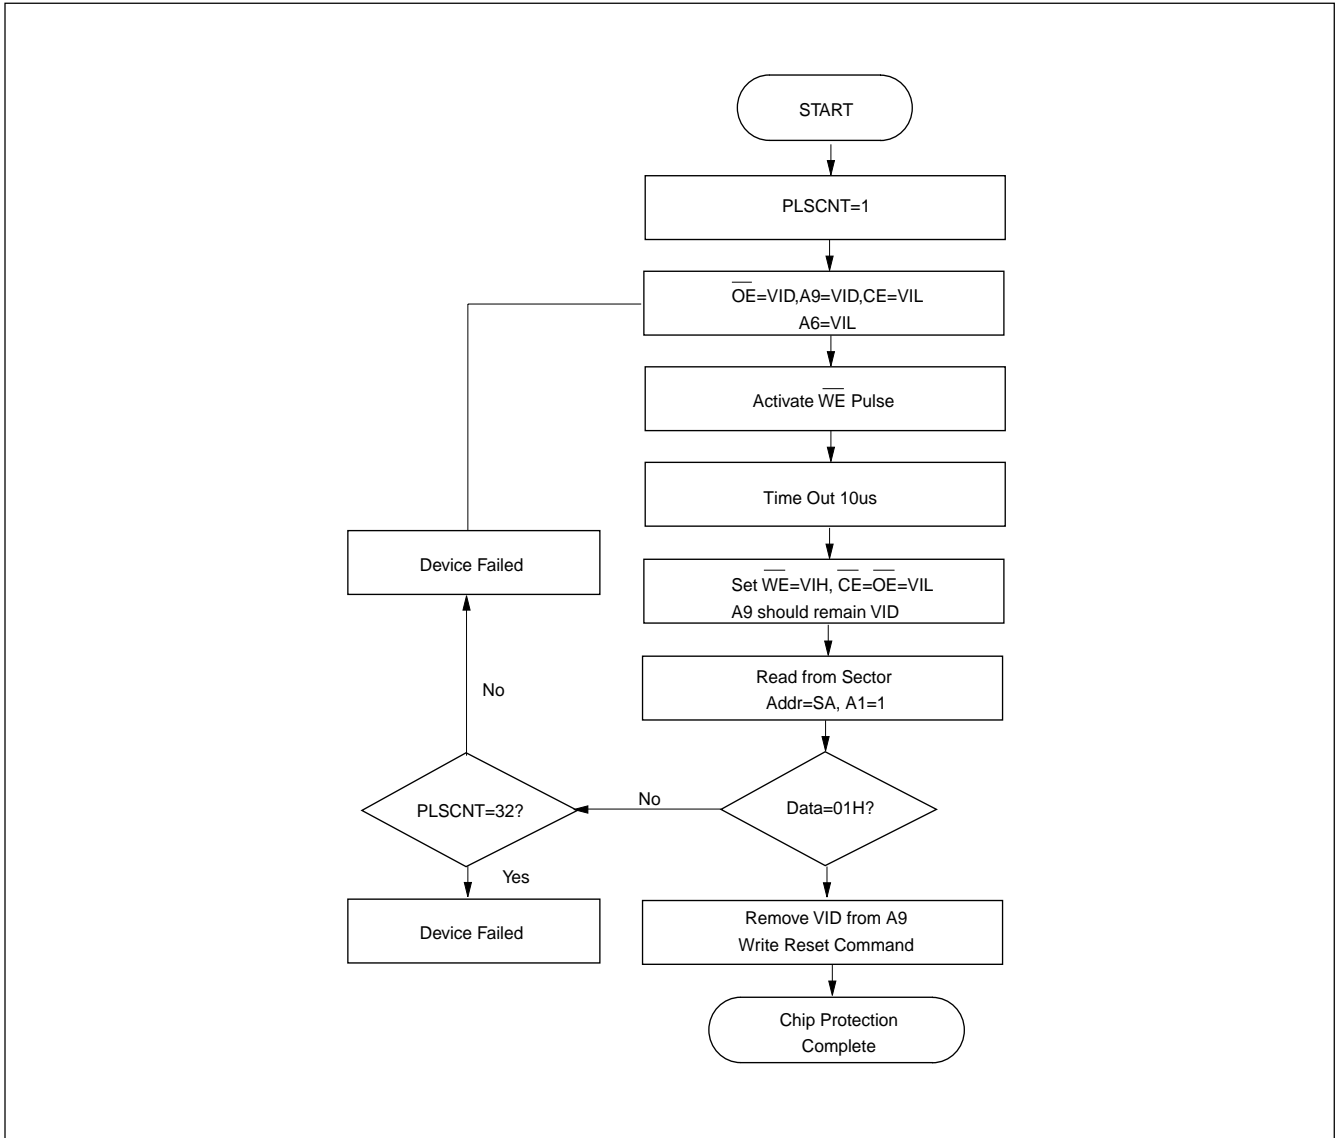 START
PLSCNT=1
OE=VID,A9=VID,CE=VIL
A6=VIL
Activate WE Pulse
Time Out 10us
Device Failed
Set WE=VIH, CE=OE=VIL
A9 should remain VID
Read from Sector
Addr=SA, A1=1
No
PLSCNT=32?
No
Data=01H?
Yes
Device Failed
Remove VID from A9
Write Reset Command
Chip Protection
Complete